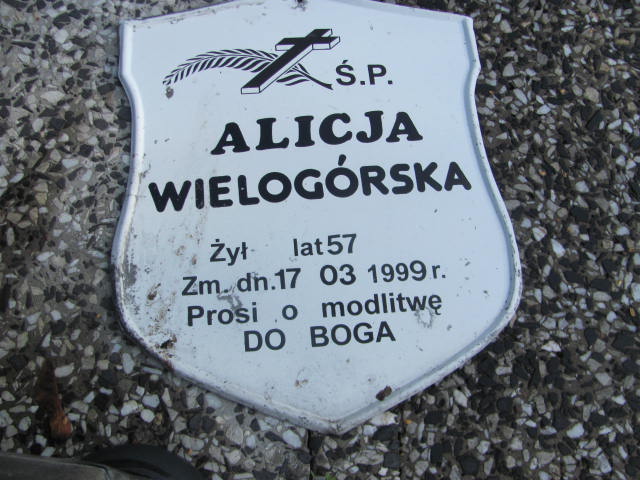 Ś.P.
ALICJA
WIELOGÓRSKA
Żył lat 57
Zm. dn. 17 03 1999 r.
Prosi o modlitwę
DO BOGA